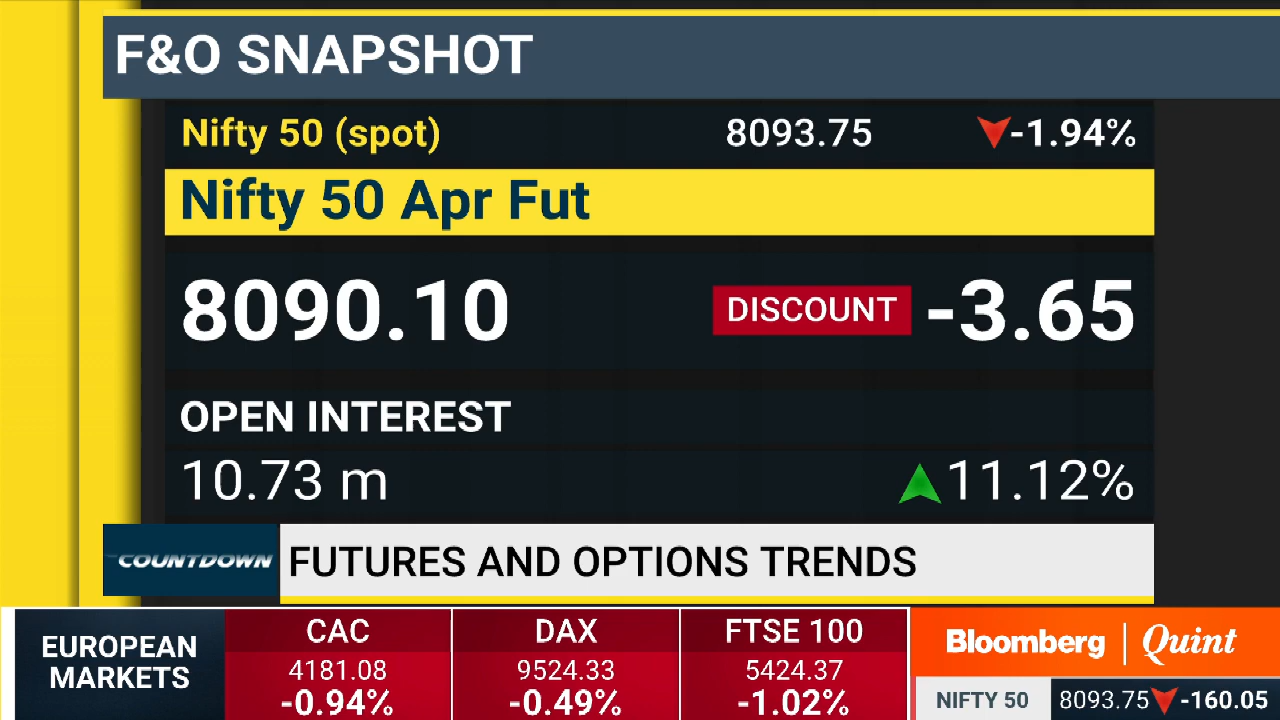 F&O SNAPSHOT
Nifty 50 (spot) 8093.75 ▼-1.94%
Nifty 50 Apr Fut
8090.10 DISCOUNT -3.65
OPEN INTEREST
10.73 m ▲11.12%
COUNTDOWN FUTURES AND OPTIONS TRENDS
EUROPEAN MARKETS
CAC
4181.08
-0.94%
DAX
9524.33
-0.49%
FTSE 100
5424.37
-1.02%
Bloomberg | Quint
NIFTY 50 8093.75▼-160.05